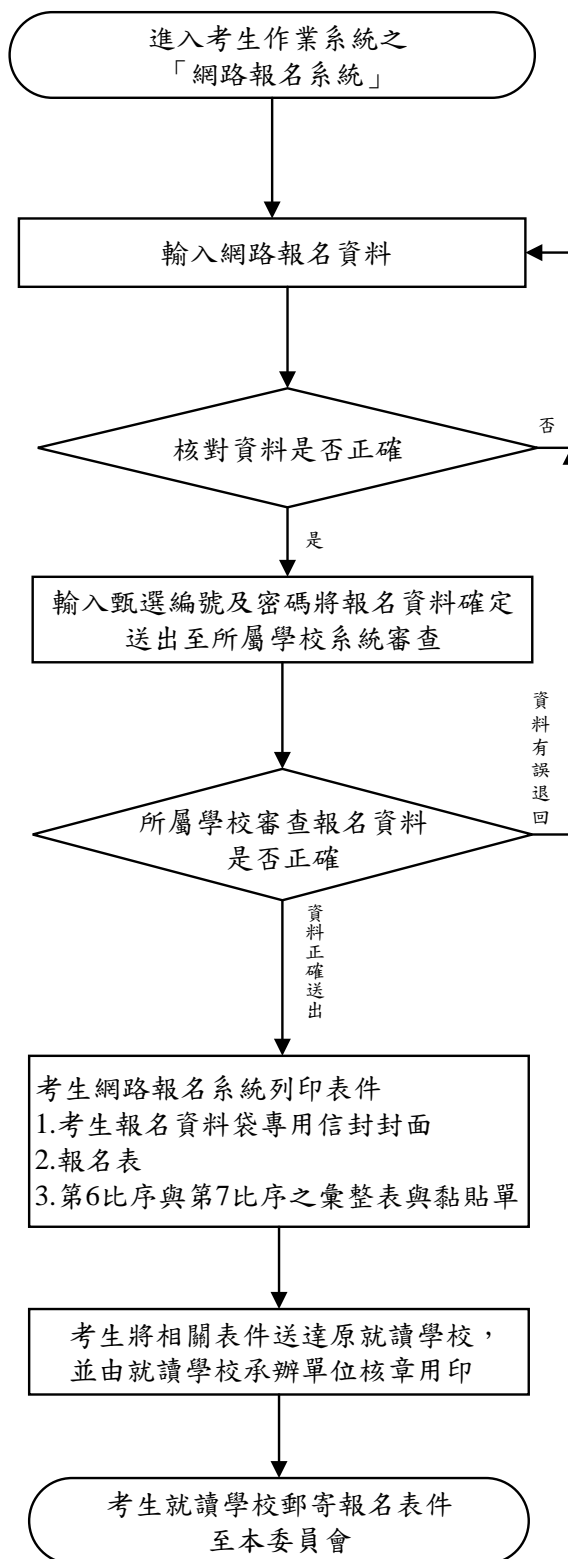 進入考生作業系統之
「網路報名系統」
輸入網路報名資料
核對資料是否正確
否
是
輸入甄選編號及密碼將報名資料確定
送出至所屬學校系統審查
資料有誤退回
所屬學校審查報名資料
是否正確
資料正確送出
考生網路報名系統列印表件
1.考生報名資料袋專用信封封面
2.報名表
3.第6比序與第7比序之彙整表與黏貼單
考生將相關表件送達原就讀學校，
並由就讀學校承辦單位核章用印
考生就讀學校郵寄報名表件
至本委員會